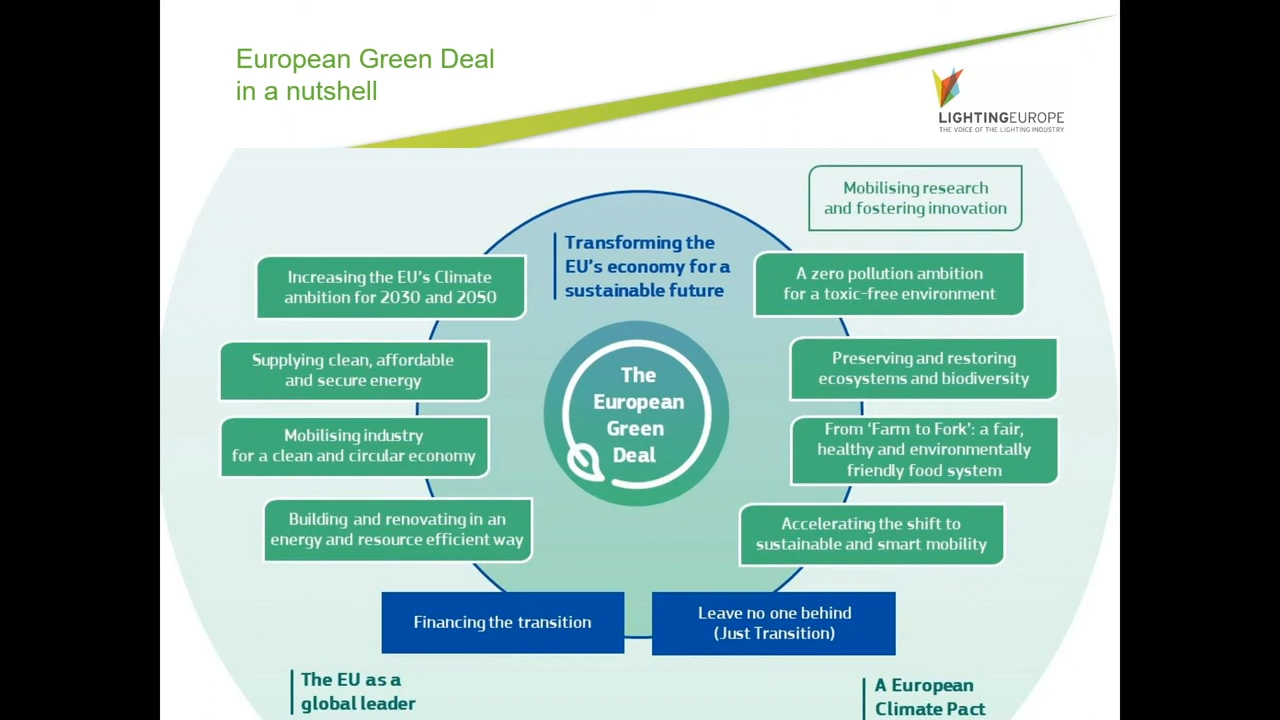 European Green Deal
in a nutshell
LIGHTINGEUROPE
THE VOICE OF THE LIGHTING INDUSTRY
Mobilising research
and fostering innovation
Transforming the
EU's economy for a
sustainable future
Increasing the EU's Climate
ambition for 2030 and 2050
A zero pollution ambition
for a toxic-free environment
Supplying clean, affordable
and secure energy
Preserving and restoring
ecosystems and biodiversity
The
European
Green
Deal
Mobilising industry
for a clean and circular economy
From 'Farm to Fork': a fair,
healthy and environmentally
friendly food system
Building and renovating in an
energy and resource efficient way
Accelerating the shift to
sustainable and smart mobility
Financing the transition
Leave no one behind
(Just Transition)
The EU as a
global leader
A European
Climate Pact